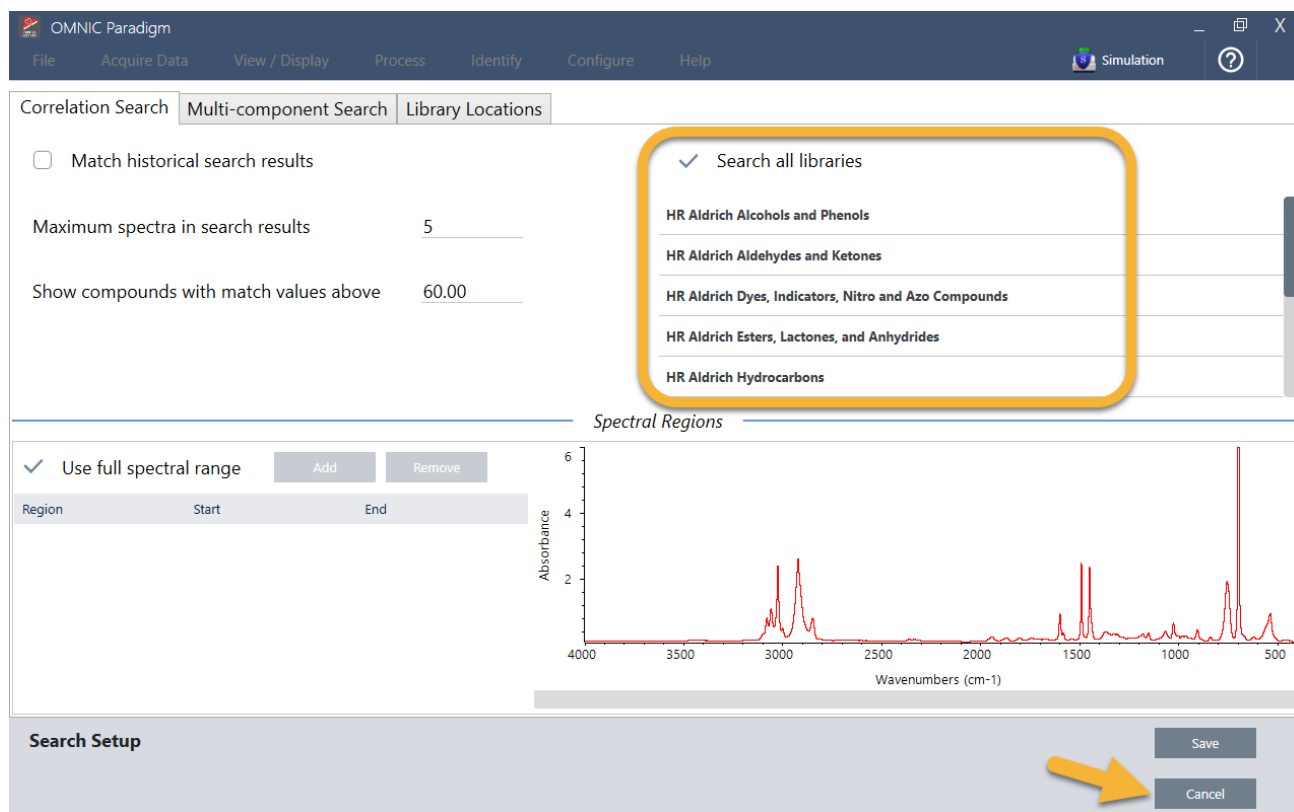 OMNIC Paradigm
_ X
File Acquire Data View / Display Process Identify Configure Help
S Simulation ?
Correlation Search Multi-component Search Library Locations
Match historical search results
Search all libraries
Maximum spectra in search results 5
Show compounds with match values above 60.00
HR Aldrich Alcohols and Phenols
HR Aldrich Aldehydes and Ketones
HR Aldrich Dyes, Indicators, Nitro and Azo Compounds
HR Aldrich Esters, Lactones, and Anhydrides
HR Aldrich Hydrocarbons
Spectral Regions
Use full spectral range Add Remove
Region Start End
6
4
2
Absorbance
4000 3500 3000 2500 2000 1500 1000 500
Wavenumbers (cm-1)
Search Setup
Save
Cancel